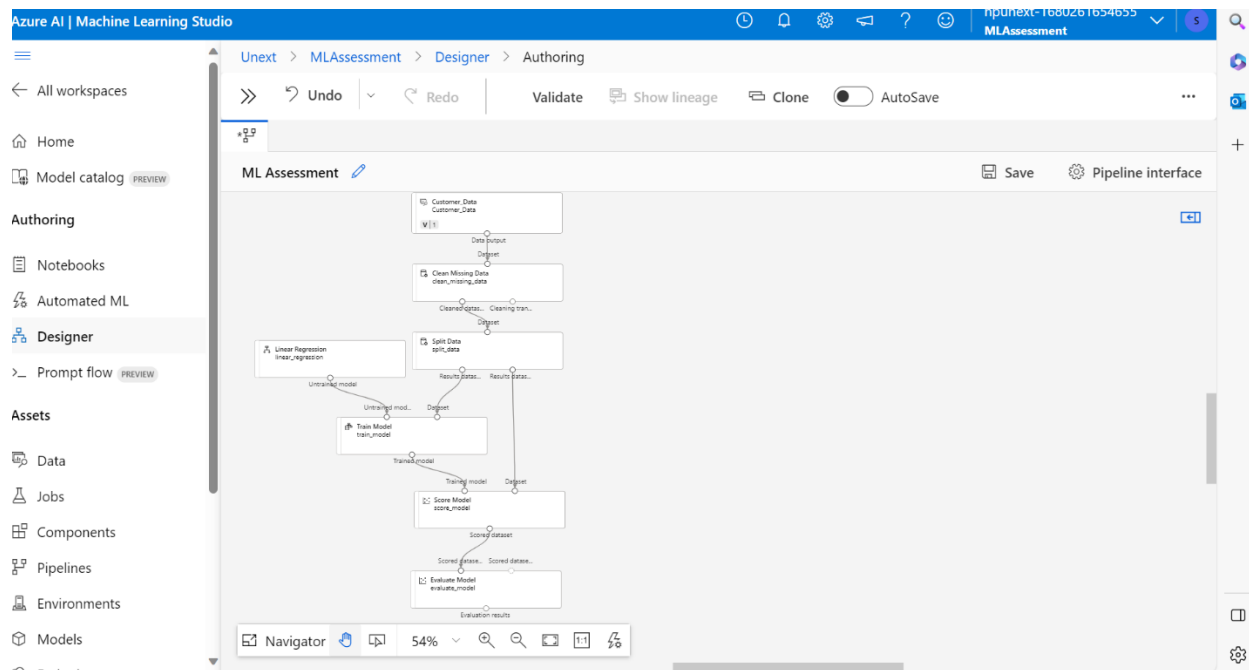 Azure AI | Machine Learning Studio
npunext-1680261654655
MLAssessment
S
All workspaces
Home
Model catalog PREVIEW
Authoring
Notebooks
Automated ML
Designer
Prompt flow PREVIEW
Assets
Data
Jobs
Components
Pipelines
Environments
Models
Unext > MLAssessment > Designer > Authoring
Undo
Redo
Validate
Show lineage
Clone
AutoSave
ML Assessment
Save
Pipeline interface
Customer_Data
Customer_Data
V 1
Data output
Dataset
Clean Missing Data
clean_missing_data
Cleaned datas... Cleaning tran...
Dataset
Split Data
split_data
Results datas... Results datas...
Linear Regression
linear_regression
Untrained model
Untrained mod... Dataset
Train Model
train_model
Trained model
Trained model Dataset
Score Model
score_model
Scored dataset
Scored datase... Scored datase...
Evaluate Model
evaluate_model
Evaluation results
Navigator
54%
1:1